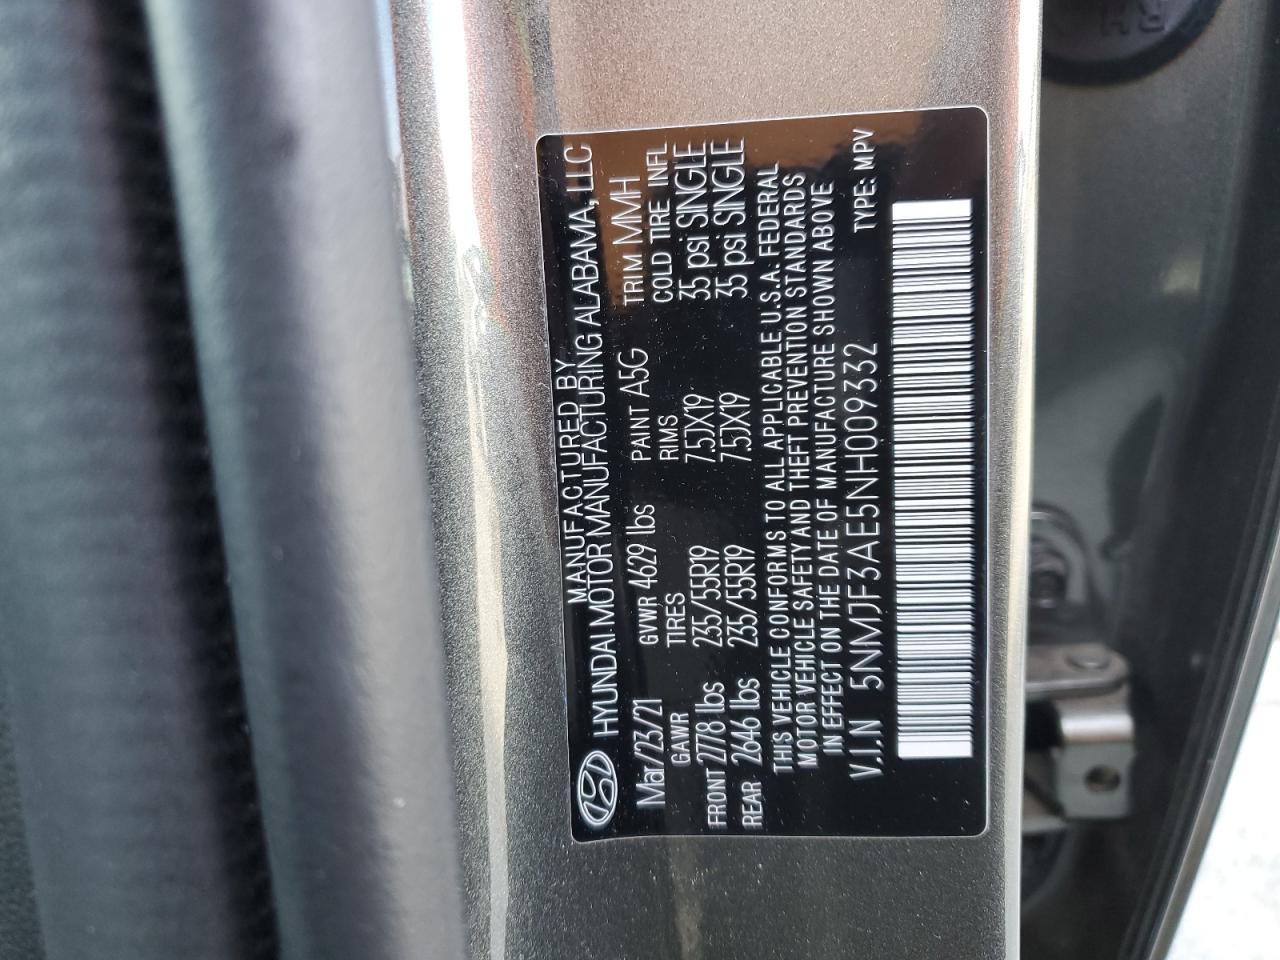 MANUFACTURED BY
HYUNDAI MOTOR MANUFACTURING ALABAMA, LLC
Mar/23/21 GVWR 4629 lbs PAINT A5G TRIM MMH
GAWR TIRES RIMS COLD TIRE INFL
FRONT 2778 lbs 235/55R19 7.5JX19 35 psi SINGLE
REAR 2646 lbs 235/55R19 7.5JX19 35 psi SINGLE
THIS VEHICLE CONFORMS TO ALL APPLICABLE U.S.A. FEDERAL
MOTOR VEHICLE SAFETY AND THEFT PREVENTION STANDARDS
IN EFFECT ON THE DATE OF MANUFACTURE SHOWN ABOVE
V.I.N 5NMJF3AE5NH009332 TYPE: MPV
RH